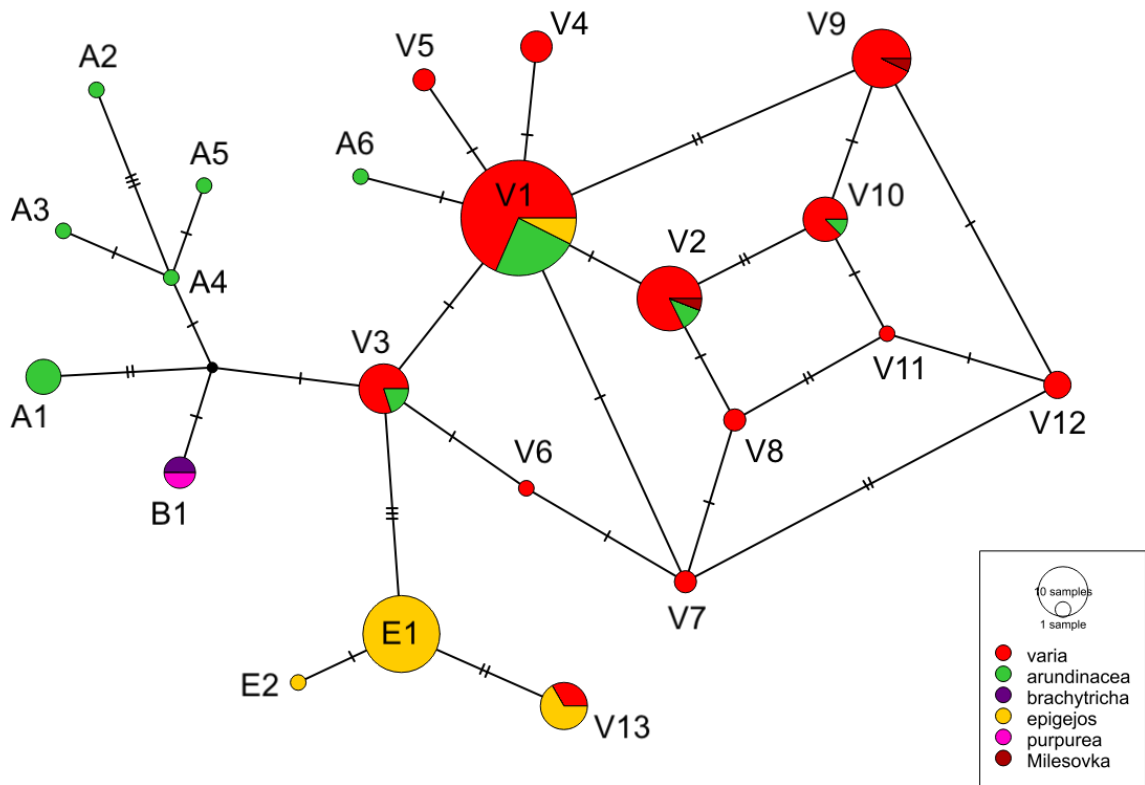 V9
V4
V5
A2
A5
A6
V1
V10
A3
V2
A4
V3
V11
A1
V12
V8
V6
B1
V7
E1
E2
V13
10 samples
1 sample
varia
arundinacea
brachytricha
epigejos
purpurea
Milesovka